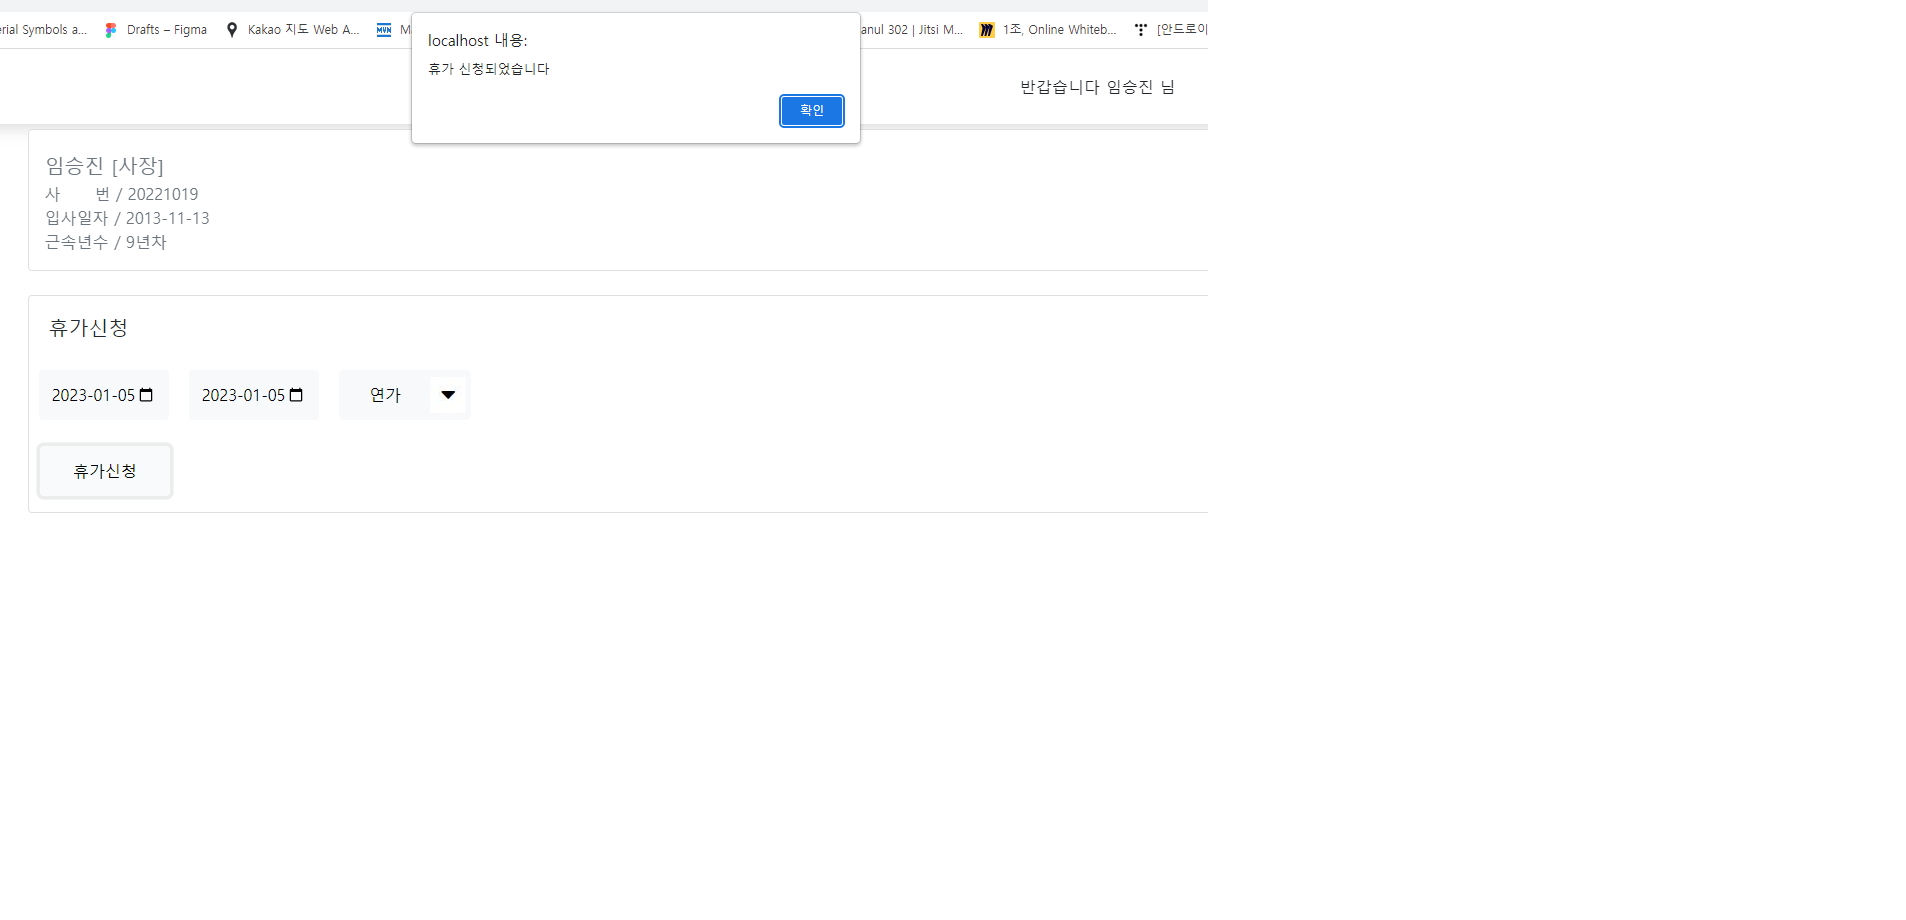 erial Symbols a... Drafts – Figma Kakao 지도 Web A... anul 302 | Jitsi M... 1조, Online Whiteb... [안드로이
localhost 내용:
휴가 신청되었습니다
확인
반갑습니다 임승진 님
임승진 [사장]
사 번 / 20221019
입사일자 / 2013-11-13
근속년수 / 9년차
휴가신청
2023-01-05 2023-01-05 연가
휴가신청